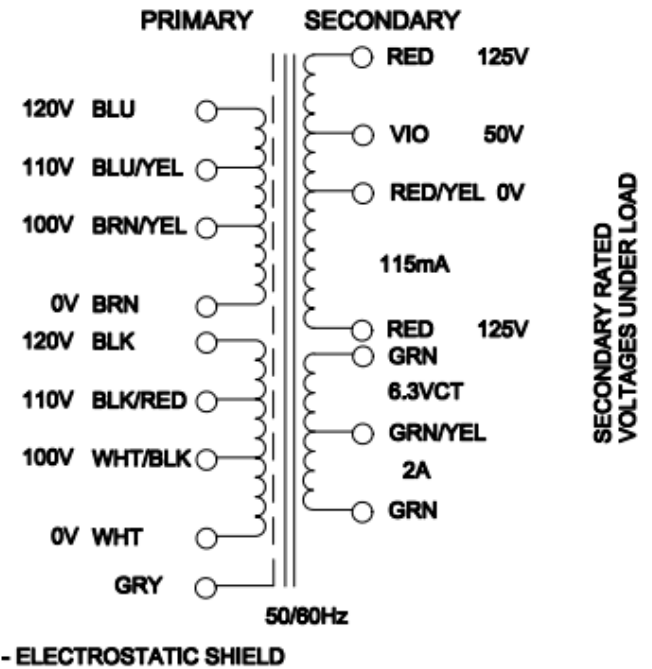 PRIMARY
SECONDARY
RED 125V
120V BLU
VIO 50V
110V BLU/YEL
RED/YEL 0V
100V BRN/YEL
115mA
0V BRN
RED 125V
120V BLK
GRN
6.3VCT
110V BLK/RED
GRN/YEL
100V WHT/BLK
2A
GRN
0V WHT
GRY
50/60Hz
- ELECTROSTATIC SHIELD
SECONDARY RATED
VOLTAGES UNDER LOAD